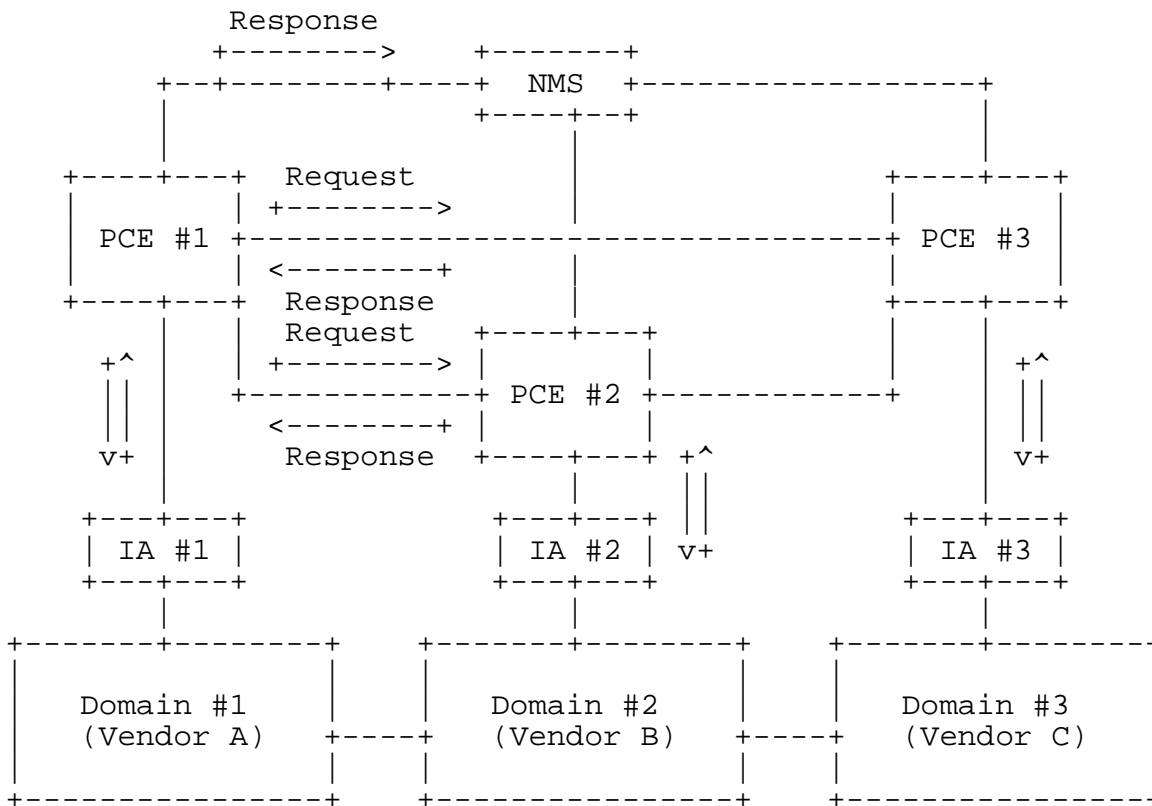 Response
NMS
Request
PCE #1 PCE #3
Response
Request
PCE #2
Response
IA #1 IA #2 IA #3
Domain #1 Domain #2 Domain #3
(Vendor A) (Vendor B) (Vendor C)